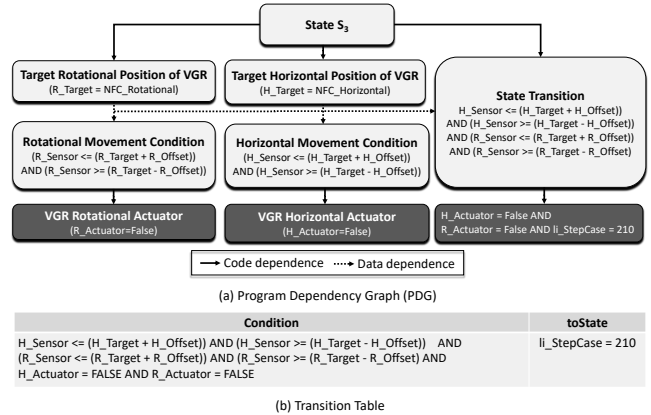 State S3
Target Rotational Position of VGR
(R_Target = NFC_Rotational)
Target Horizontal Position of VGR
(H_Target = NFC_Horizontal)
State Transition
H_Sensor <= (H_Target + H_Offset))
AND (H_Sensor >= (H_Target - H_Offset))
AND (R_Sensor <= (R_Target + R_Offset))
AND (R_Sensor >= (R_Target - R_Offset)
Rotational Movement Condition
(R_Sensor <= (R_Target + R_Offset))
AND (R_Sensor >= (R_Target - R_Offset))
Horizontal Movement Condition
(H_Sensor <= (H_Target + H_Offset))
AND (H_Sensor >= (H_Target - H_Offset))
VGR Rotational Actuator
(R_Actuator=False)
VGR Horizontal Actuator
(H_Actuator=False)
H_Actuator = False AND
R_Actuator = False AND li_StepCase = 210
Code dependence
Data dependence
(a) Program Dependency Graph (PDG)
Condition
toState
H_Sensor <= (H_Target + H_Offset)) AND (H_Sensor >= (H_Target - H_Offset)) AND
(R_Sensor <= (R_Target + R_Offset)) AND (R_Sensor >= (R_Target - R_Offset) AND
H_Actuator = FALSE AND R_Actuator = FALSE
li_StepCase = 210
(b) Transition Table